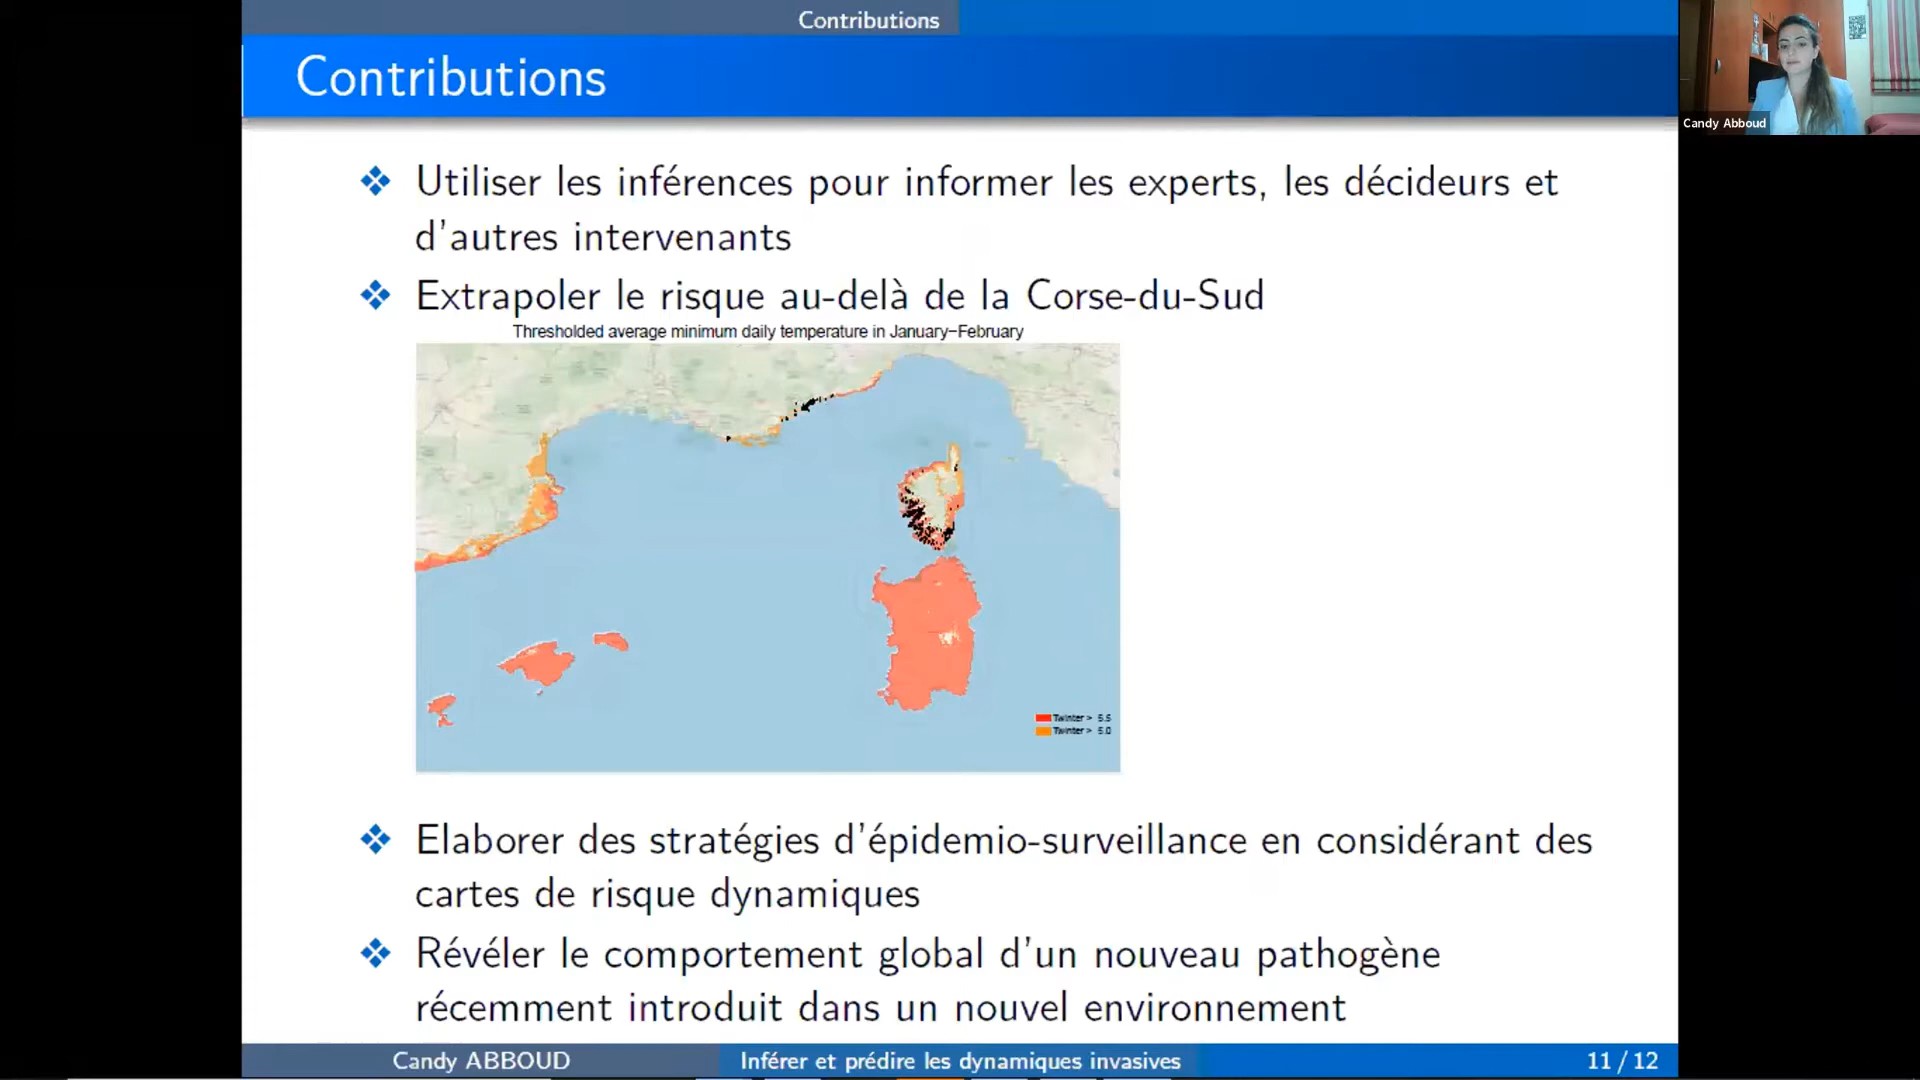 Contributions
Contributions
Candy Abboud
Utiliser les inférences pour informer les experts, les décideurs et
d'autres intervenants
Extrapoler le risque au-delà de la Corse-du-Sud
Thresholded average minimum daily temperature in January−February
Twinter > 5.5
Twinter > 5.0
Elaborer des stratégies d'épidemio-surveillance en considérant des
cartes de risque dynamiques
Révéler le comportement global d'un nouveau pathogène
récemment introduit dans un nouvel environnement
Candy ABBOUD
Inférer et prédire les dynamiques invasives
11 / 12